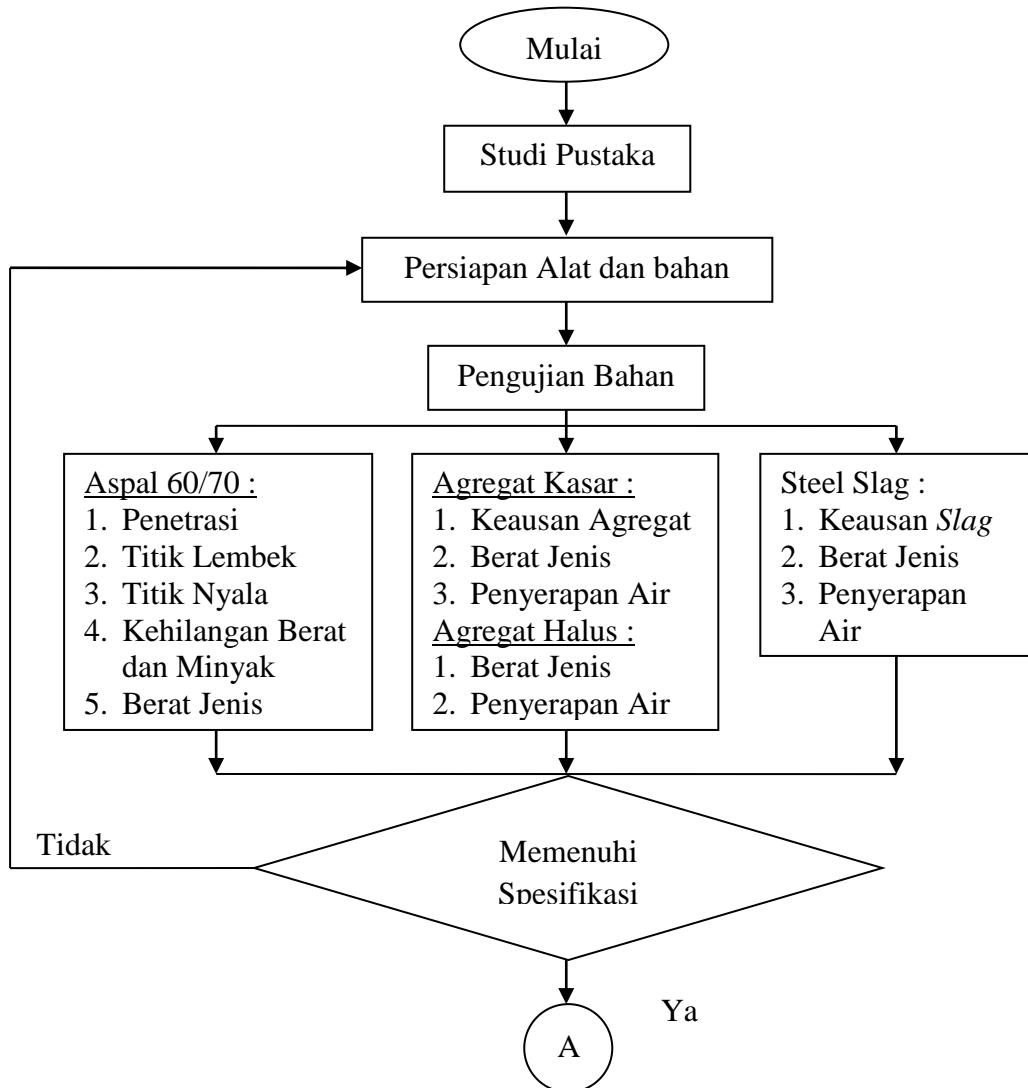 Mulai
Studi Pustaka
Persiapan Alat dan bahan
Pengujian Bahan
Aspal 60/70 :
1. Penetrasi
2. Titik Lembek
3. Titik Nyala
4. Kehilangan Berat
dan Minyak
5. Berat Jenis
Agregat Kasar :
1. Keausan Agregat
2. Berat Jenis
3. Penyerapan Air
Agregat Halus :
1. Berat Jenis
2. Penyerapan Air
Steel Slag :
1. Keausan Slag
2. Berat Jenis
3. Penyerapan
Air
Tidak
Memenuhi
Spesifikasi
Ya
A